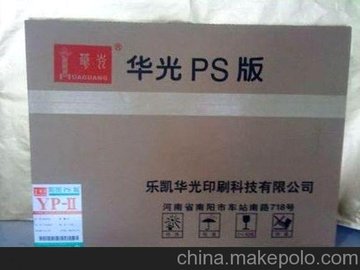 華光
HUAGUANG
®
华光PS版
YP-II
乐凯华光印刷科技有限公司
河南省南阳市车站南路718号
china.makepolo.com